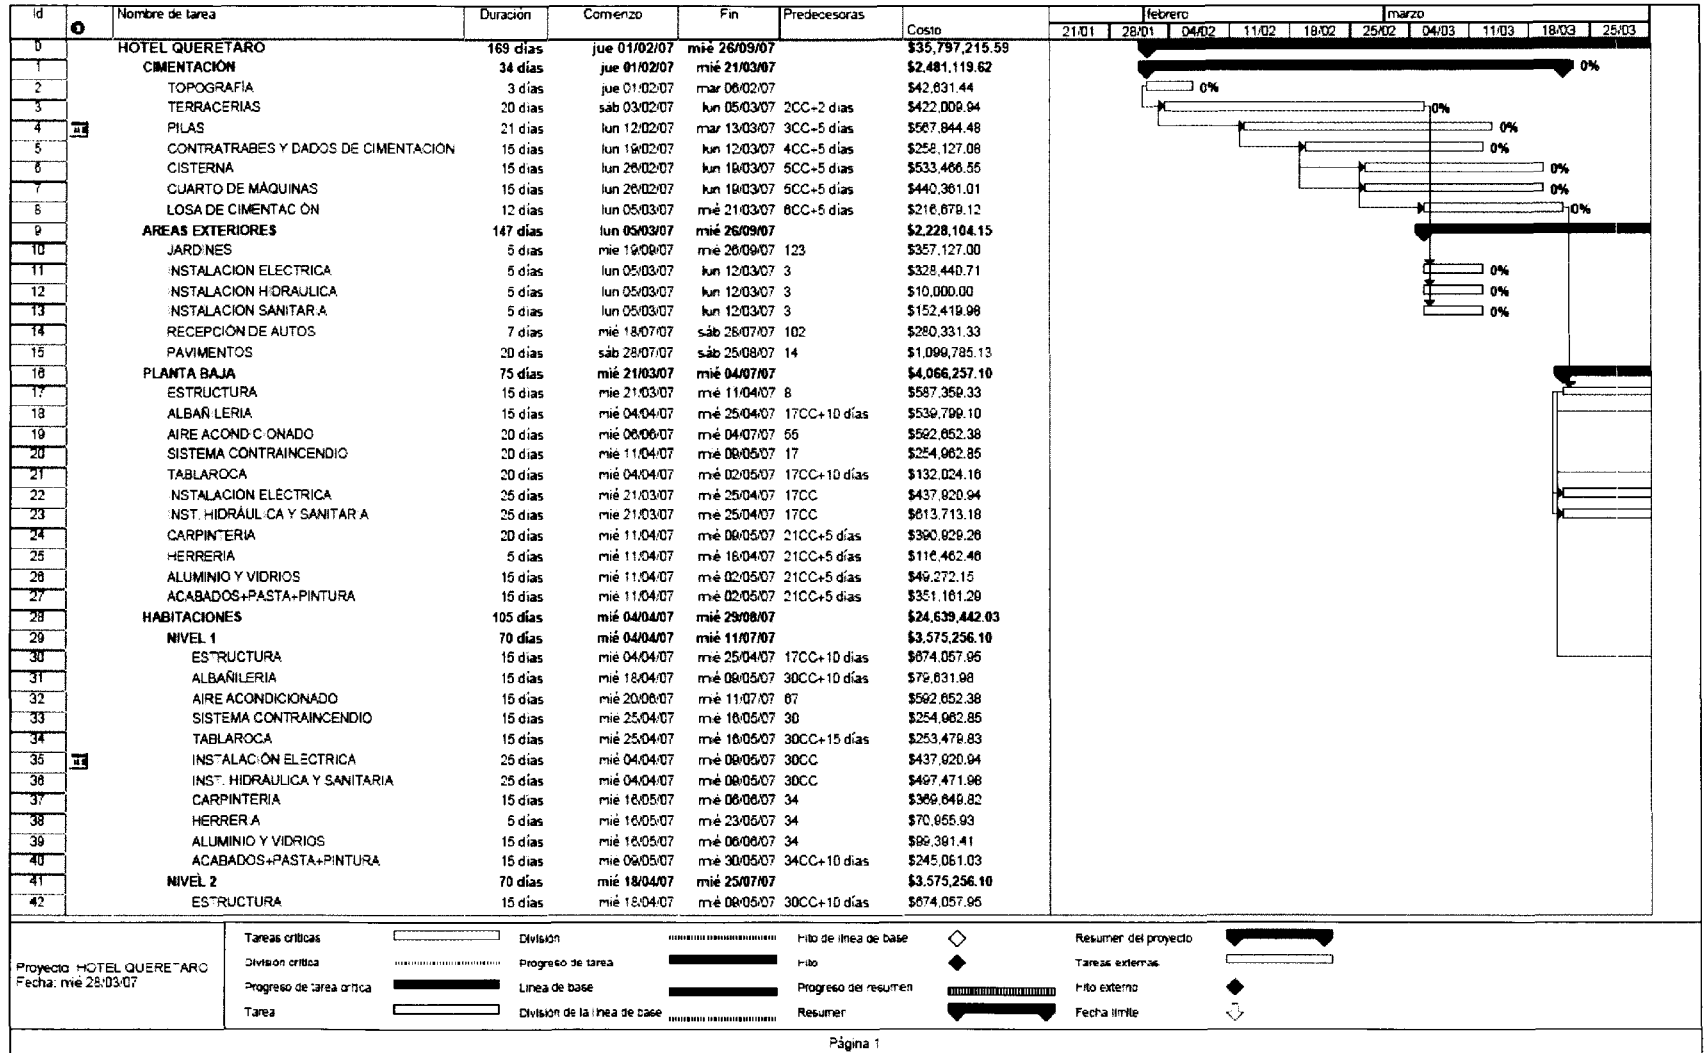 Id Nombre de tarea Duración Comienzo Fin Predecesoras Costo febrero marzo
21/01 28/01 04/02 11/02 18/02 25/02 04/03 11/03 18/03 25/03
0 HOTEL QUERETARO 169 días jue 01/02/07 mié 26/09/07 $35,797,215.59
1 CIMENTACIÓN 34 días jue 01/02/07 mié 21/03/07 $2,481,119.62 0%
2 TOPOGRAFÍA 3 días jue 01/02/07 mar 06/02/07 $42,631.44 0%
3 TERRACERIAS 20 días sáb 03/02/07 lun 05/03/07 2CC+2 días $422,009.94 0%
4 PILAS 21 días lun 12/02/07 mar 13/03/07 3CC+5 días $567,844.48 0%
5 CONTRATRABES Y DADOS DE CIMENTACIÓN 15 días lun 19/02/07 lun 12/03/07 4CC+5 días $258,127.08 0%
6 CISTERNA 15 días lun 26/02/07 lun 19/03/07 5CC+5 días $533,466.55 0%
7 CUARTO DE MÁQUINAS 15 días lun 26/02/07 lun 19/03/07 5CC+5 días $440,361.01 0%
8 LOSA DE CIMENTACIÓN 12 días lun 05/03/07 mié 21/03/07 6CC+5 días $216,679.12 0%
9 AREAS EXTERIORES 147 días lun 05/03/07 mié 26/09/07 $2,228,104.15
10 JARDINES 5 días mié 19/09/07 mié 26/09/07 123 $357,127.00
11 INSTALACION ELECTRICA 5 días lun 05/03/07 lun 12/03/07 3 $328,440.71 0%
12 INSTALACION HIDRAULICA 5 días lun 05/03/07 lun 12/03/07 3 $10,000.00 0%
13 INSTALACION SANITARIA 5 días lun 05/03/07 lun 12/03/07 3 $152,419.98 0%
14 RECEPCIÓN DE AUTOS 7 días mié 18/07/07 sáb 28/07/07 102 $280,331.33
15 PAVIMENTOS 20 días sáb 28/07/07 sáb 25/08/07 14 $1,099,785.13
16 PLANTA BAJA 75 días mié 21/03/07 mié 04/07/07 $4,066,257.10
17 ESTRUCTURA 15 días mié 21/03/07 mié 11/04/07 8 $587,359.33
18 ALBAÑILERIA 15 días mié 04/04/07 mié 25/04/07 17CC+10 días $539,799.10
19 AIRE ACONDICIONADO 20 días mié 06/06/07 mié 04/07/07 55 $592,652.38
20 SISTEMA CONTRAINCENDIO 20 días mié 11/04/07 mié 09/05/07 17 $254,962.85
21 TABLAROCA 20 días mié 04/04/07 mié 02/05/07 17CC+10 días $132,024.16
22 INSTALACIÓN ELÉCTRICA 25 días mié 21/03/07 mié 25/04/07 17CC $437,920.94
23 INST. HIDRÁULICA Y SANITARIA 25 días mié 21/03/07 mié 25/04/07 17CC $613,713.18
24 CARPINTERIA 20 días mié 11/04/07 mié 09/05/07 21CC+5 días $390,929.26
25 HERRERIA 5 días mié 11/04/07 mié 18/04/07 21CC+5 días $116,462.46
26 ALUMINIO Y VIDRIOS 15 días mié 11/04/07 mié 02/05/07 21CC+5 días $49,272.15
27 ACABADOS+PASTA+PINTURA 15 días mié 11/04/07 mié 02/05/07 21CC+5 días $351,161.29
28 HABITACIONES 105 días mié 04/04/07 mié 29/08/07 $24,639,442.03
29 NIVEL 1 70 días mié 04/04/07 mié 11/07/07 $3,575,256.10
30 ESTRUCTURA 15 días mié 04/04/07 mié 25/04/07 17CC+10 días $674,057.95
31 ALBAÑILERIA 15 días mié 18/04/07 mié 09/05/07 30CC+10 días $79,631.98
32 AIRE ACONDICIONADO 15 días mié 20/06/07 mié 11/07/07 67 $592,652.38
33 SISTEMA CONTRAINCENDIO 15 días mié 25/04/07 mié 16/05/07 30 $254,962.85
34 TABLAROCA 15 días mié 25/04/07 mié 16/05/07 30CC+15 días $253,479.83
35 INSTALACIÓN ELECTRICA 25 días mié 04/04/07 mié 09/05/07 30CC $437,920.94
36 INST. HIDRAULICA Y SANITARIA 25 días mié 04/04/07 mié 09/05/07 30CC $497,471.98
37 CARPINTERIA 15 días mié 16/05/07 mié 06/06/07 34 $369,649.82
38 HERRERIA 5 días mié 16/05/07 mié 23/05/07 34 $70,955.93
39 ALUMINIO Y VIDRIOS 15 días mié 16/05/07 mié 06/06/07 34 $99,391.41
40 ACABADOS+PASTA+PINTURA 15 días mié 09/05/07 mié 30/05/07 34CC+10 días $245,081.03
41 NIVEL 2 70 días mié 18/04/07 mié 25/07/07 $3,575,256.10
42 ESTRUCTURA 15 días mié 18/04/07 mié 09/05/07 30CC+10 días $674,057.95
Proyecto: HOTEL QUERETARO
Fecha: mié 28/03/07
Tareas críticas División Hito de línea de base Resumen del proyecto
División crítica Progreso de tarea Hito Tareas externas
Progreso de tarea crítica Línea de base Progreso del resumen Hito externo
Tarea División de la línea de base Resumen Fecha límite
Página 1